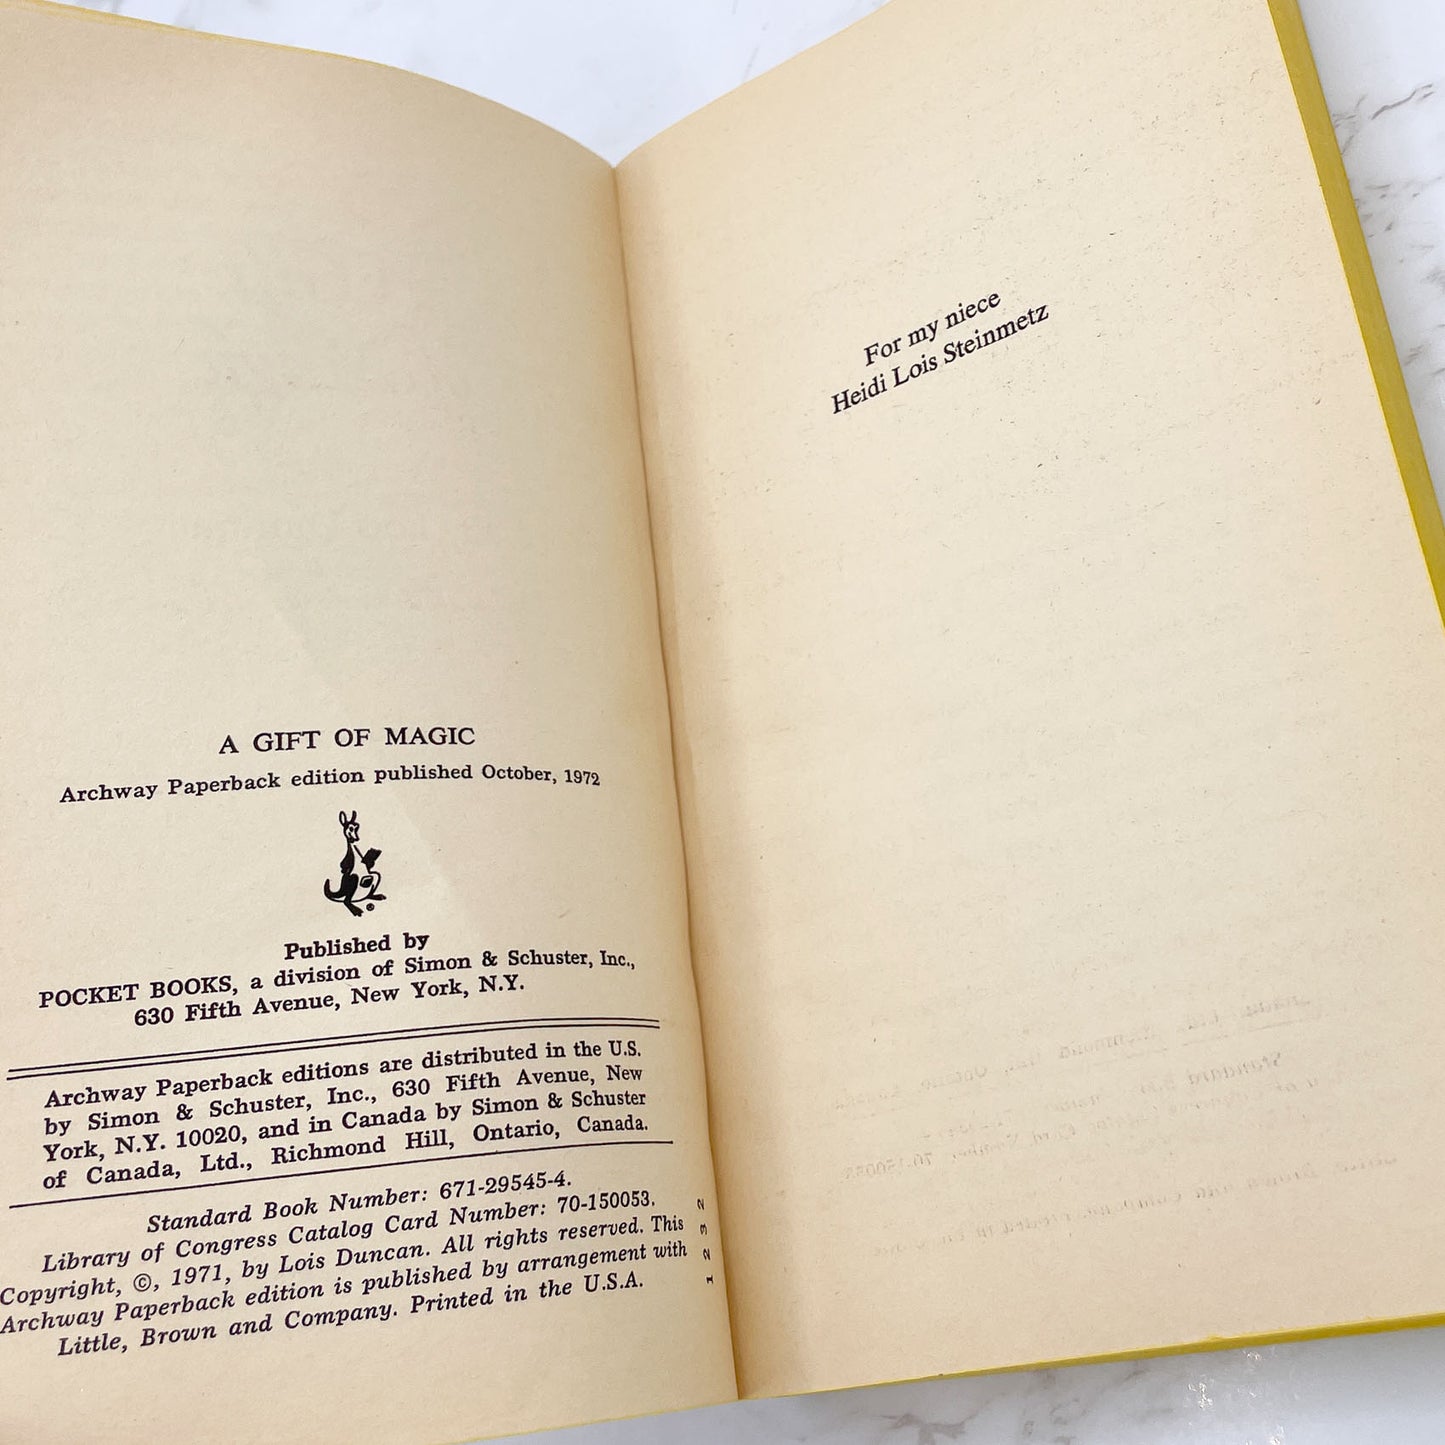 A GIFT OF MAGIC
Archway Paperback edition published October, 1972
Published by
POCKET BOOKS, a division of Simon & Schuster, Inc.,
630 Fifth Avenue, New York, N.Y.
Archway Paperback editions are distributed in the U.S.
by Simon & Schuster, Inc., 630 Fifth Avenue, New
York, N.Y. 10020, and in Canada by Simon & Schuster
of Canada, Ltd., Richmond Hill, Ontario, Canada.
Standard Book Number: 671-29545-4.
Library of Congress Catalog Card Number: 70-150053.
Copyright, ©, 1971, by Lois Duncan. All rights reserved. This
Archway Paperback edition is published by arrangement with
Little, Brown and Company. Printed in the U.S.A.
1 2 3 2
For my niece
Heidi Lois Steinmetz